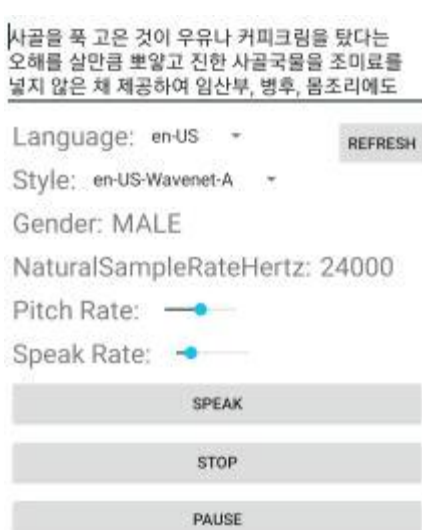 사골을 푹 고은 것이 우유나 커피크림을 탔다는
오해를 살만큼 뽀얗고 진한 사골국물을 조미료를
넣지 않은 채 제공하여 임산부, 병후, 몸조리에도
Language: en-US
REFRESH
Style: en-US-Wavenet-A
Gender: MALE
NaturalSampleRateHertz: 24000
Pitch Rate:
Speak Rate:
SPEAK
STOP
PAUSE